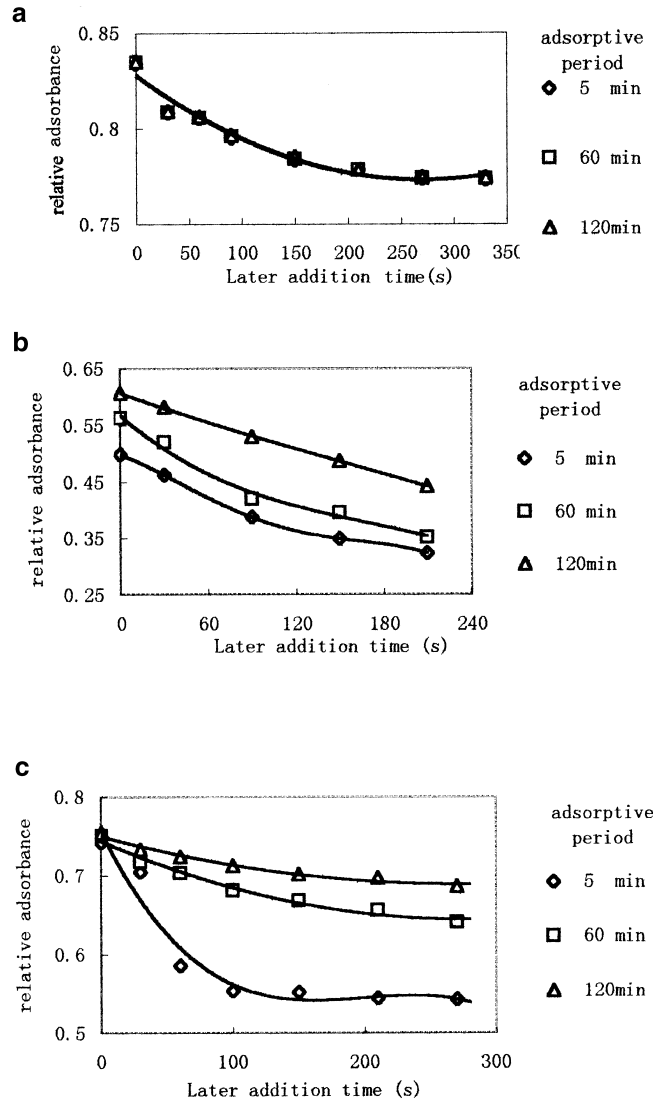 a
0.85
0.8
0.75
0 50 100 150 200 250 300 350
relative adsorbance
Later addition time(s)
adsorptive
period
5 min
60 min
120min
b
0.65
0.55
0.45
0.35
0.25
0 60 120 180 240
relative adsorbance
Later addition time (s)
adsorptive
period
5 min
60 min
120min
c
0.8
0.7
0.6
0.5
0 100 200 300
relative adsorbance
Later addition time (s)
adsorptive
period
5 min
60 min
120min